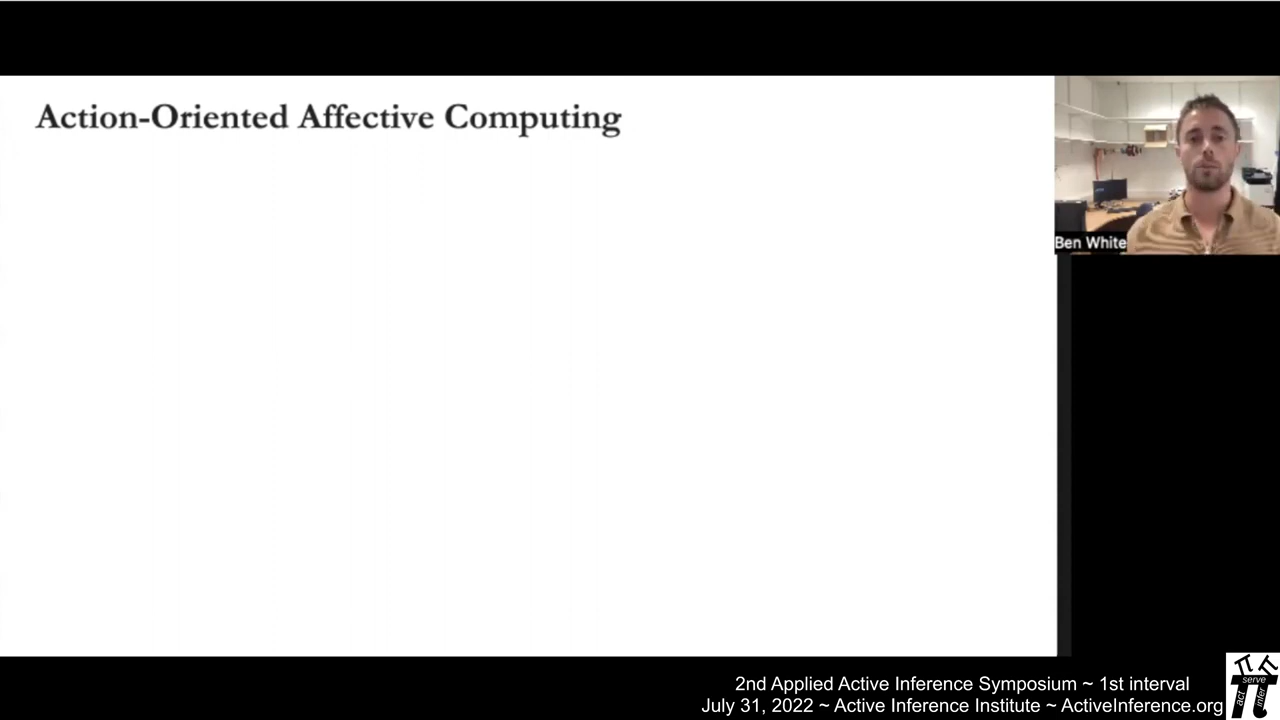 Action-Oriented Affective Computing
Ben White
2nd Applied Active Inference Symposium ~ 1st interval
July 31, 2022 ~ Active Inference Institute ~ ActiveInference.org
serve
act
infer